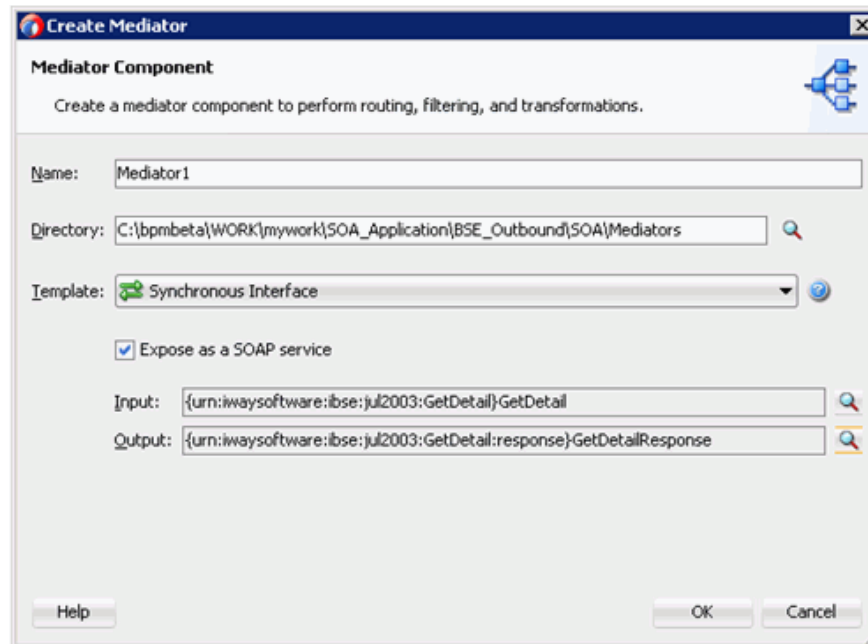 Create Mediator
Mediator Component
Create a mediator component to perform routing, filtering, and transformations.
Name: Mediator1
Directory: C:\bpmbeta\WORK\mywork\SOA_Application\BSE_Outbound\SOA\Mediators
Template: Synchronous Interface
Expose as a SOAP service
Input: {urn:iwaysoftware:ibse:jul2003:GetDetail}GetDetail
Output: {urn:iwaysoftware:ibse:jul2003:GetDetail:response}GetDetailResponse
Help OK Cancel